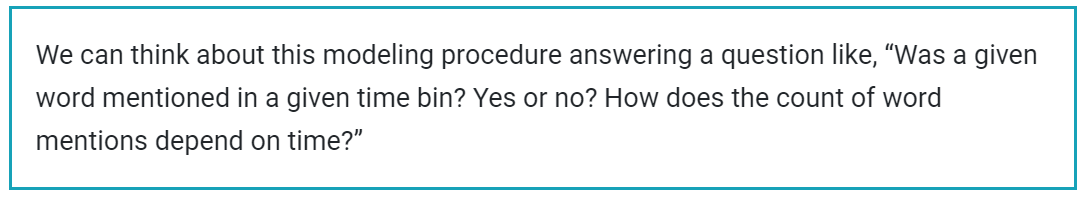 We can think about this modeling procedure answering a question like, “Was a given
word mentioned in a given time bin? Yes or no? How does the count of word
mentions depend on time?”